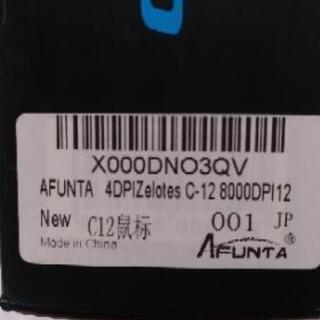 X000DNO3QV
AFUNTA 4DPIZelotes C-12 8000DPI12
New C12鼠标 001 JP
Made in China
AFUNTA®